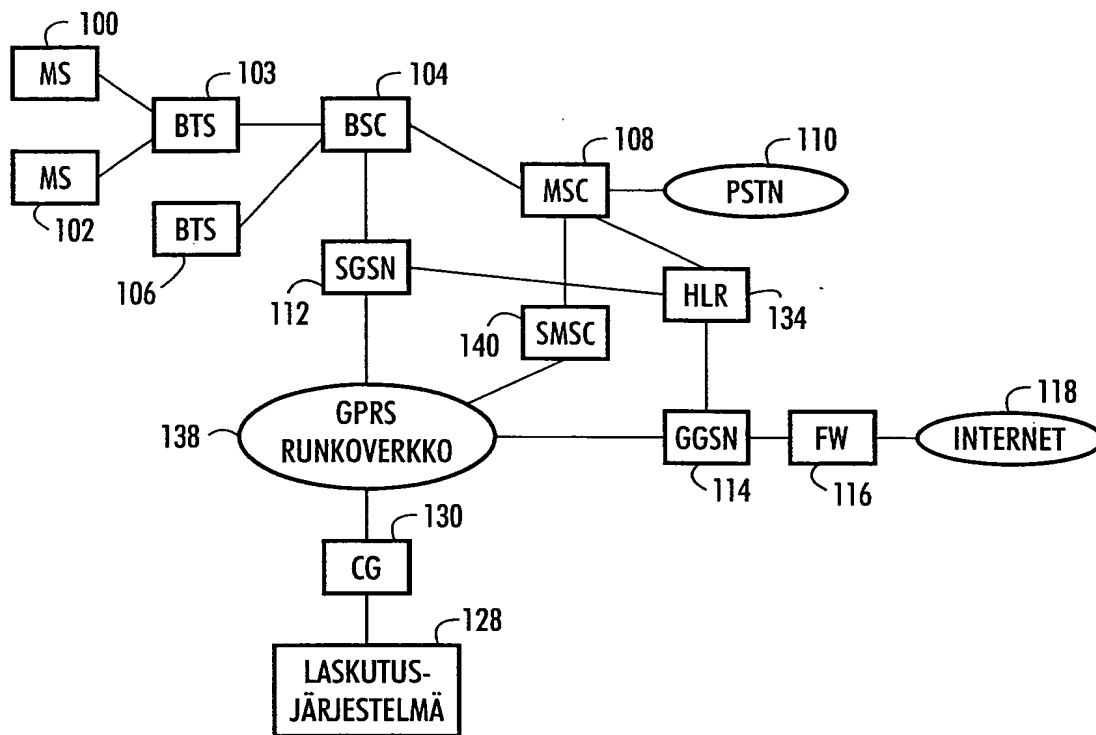 100
MS
103
104
BTS
BSC
108
110
MS
MSC
PSTN
102
BTS
106
SGSN
112
HLR
134
140
SMSC
GPRS
RUNKOVERKKO
138
GGSN
114
FW
116
118
INTERNET
130
CG
128
LASKUTUS-
JÄRJESTELMÄ